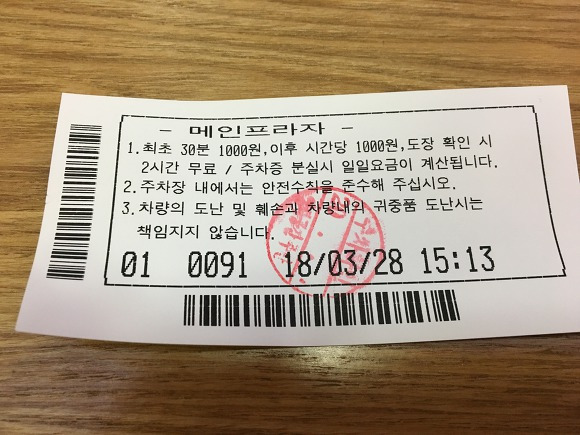 - 메인프라자 -
1.최초 30분 1000원,이후 시간당 1000원,도장 확인 시
2시간 무료 / 주차증 분실시 일일요금이 계산됩니다.
2.주차장 내에서는 안전수칙을 준수해 주십시오.
3.차량의 도난 및 훼손과 차량내의 귀중품 도난시는
책임지지 않습니다.
01 0091 18/03/28 15:13